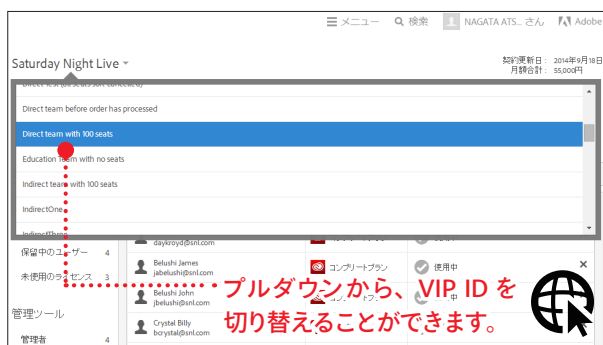 メニュー 検索 NAGATA ATS... さん Adobe
Saturday Night Live
契約更新日： 2014年9月18日
月額合計： 55,000円
Direct team before order has processed
Direct team with 100 seats
Education Team with no seats
Indirect team with 100 seats
IndirectOne
IndirectThree
保留中のユーザー 4
daykroyd@snl.com
未使用のライセンス 3
Belushi James コンプリートプラン 使用中
jabelushi@snl.com
Belushi John
jbelushi@snl.com
プルダウンから、VIP ID を
切り替えることができます。
管理ツール
Crystal Billy
bcrystal@snl.com
管理者 4